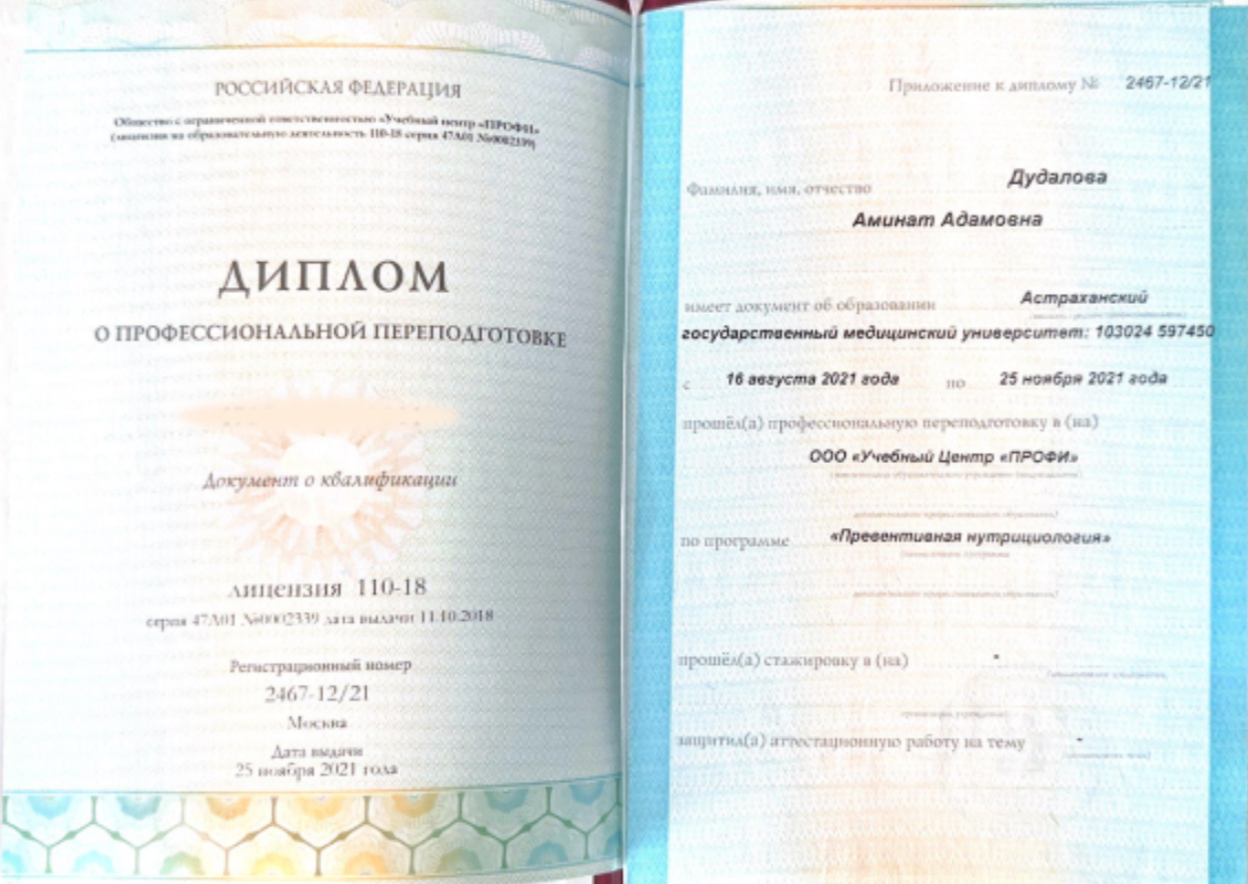 РОССИЙСКАЯ ФЕДЕРАЦИЯ
Общество с ограниченной ответственностью «Учебный центр «ПРОФИ»
(лицензия на образовательную деятельность 110-18 серия 47А01 №0002339)
ДИПЛОМ
О ПРОФЕССИОНАЛЬНОЙ ПЕРЕПОДГОТОВКЕ
Документ о квалификации
лицензия 110-18
серия 47А01 №0002339 дата выдачи 11.10.2018
Регистрационный номер
2467-12/21
Москва
Дата выдачи
25 ноября 2021 года
Приложение к диплому № 2467-12/21
Фамилия, имя, отчество Дудалова
Аминат Адамовна
имеет документ об образовании Астраханский
государственный медицинский университет: 103024 597450
с 16 августа 2021 года по 25 ноября 2021 года
прошёл(а) профессиональную переподготовку в (на)
ООО «Учебный Центр «ПРОФИ»
по программе «Превентивная нутрициология»
прошёл(а) стажировку в (на) -
защитил(а) аттестационную работу на тему -